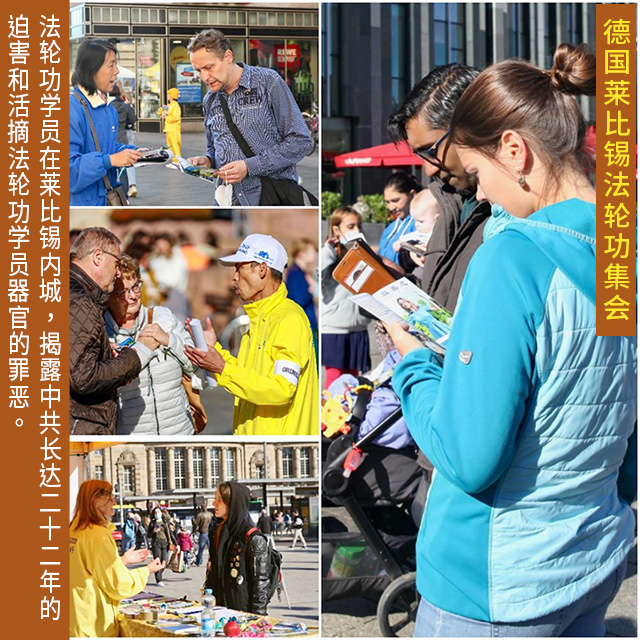 德国莱比锡法轮功集会
法轮功学员在莱比锡内城，揭露中共长达二十二年的
迫害和活摘法轮功学员器官的罪恶。
REWE
ORDNER